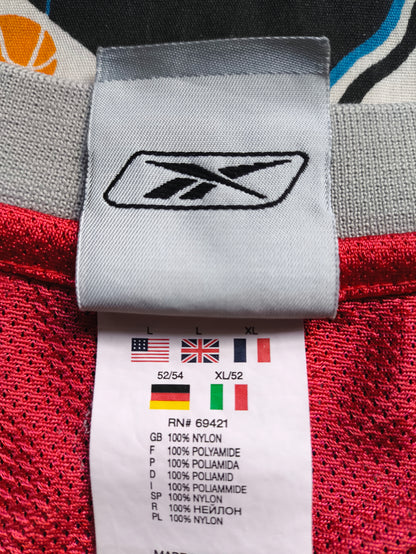 L L XL
52/54 XL/52
RN# 69421
GB 100% NYLON
F 100% POLYAMIDE
P 100% POLIAMIDA
D 100% POLIAMID
I 100% POLIAMMIDE
SP 100% NYLON
R 100% НЕЙЛОН
PL 100% NYLON